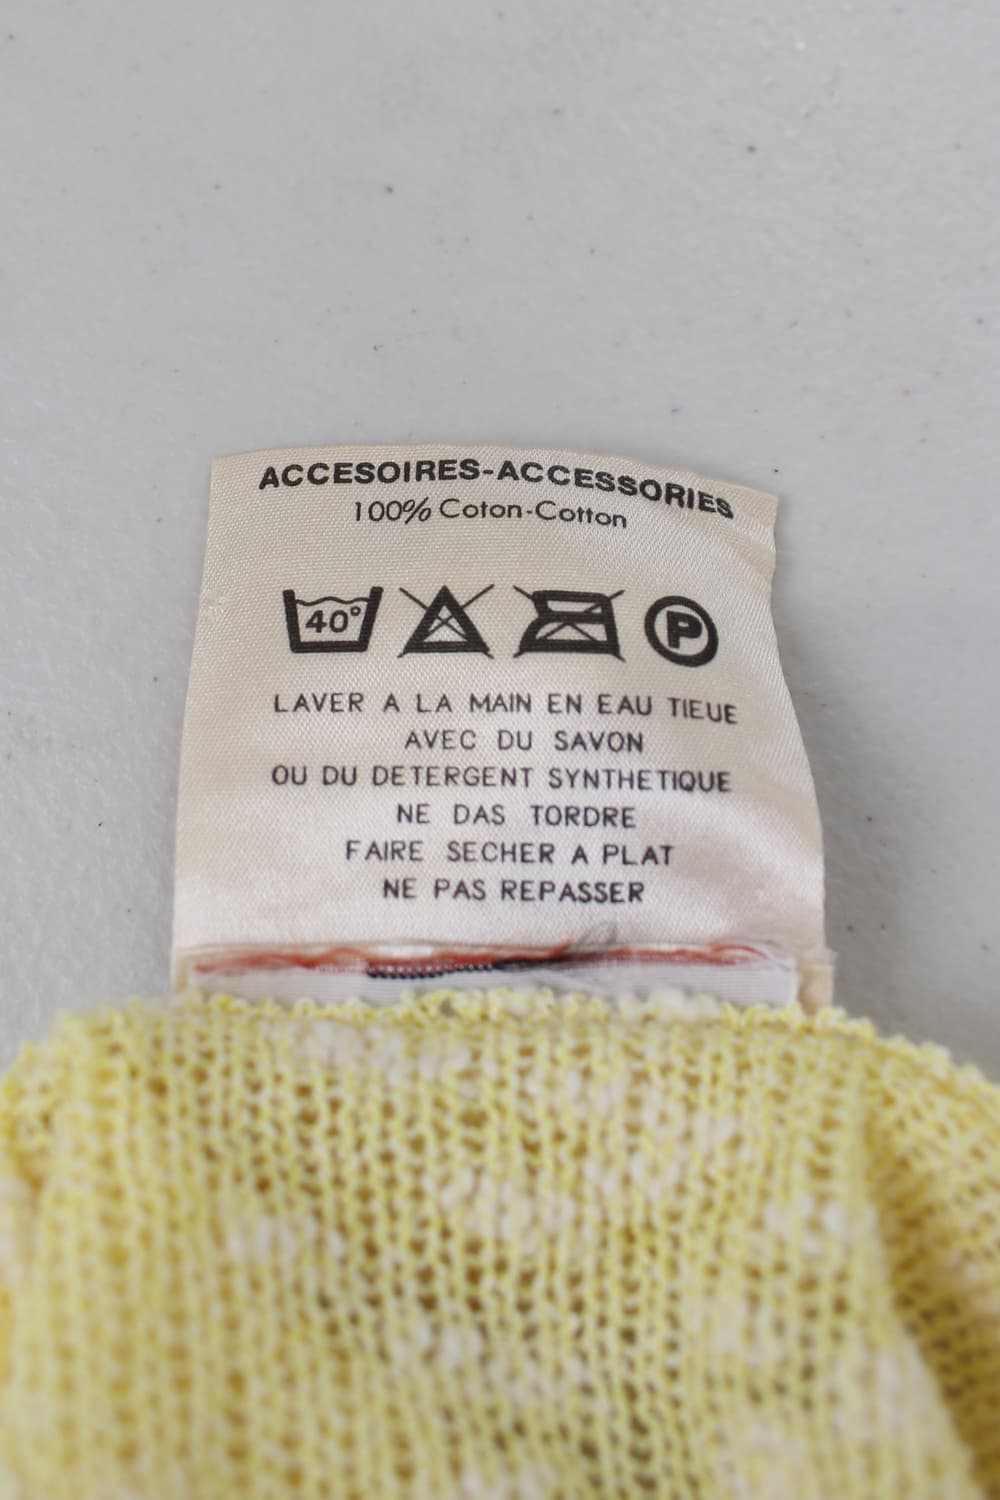 ACCESOIRES-ACCESSORIES
100% Coton-Cotton
40° P
LAVER A LA MAIN EN EAU TIEUE
AVEC DU SAVON
OU DU DETERGENT SYNTHETIQUE
NE DAS TORDRE
FAIRE SECHER A PLAT
NE PAS REPASSER